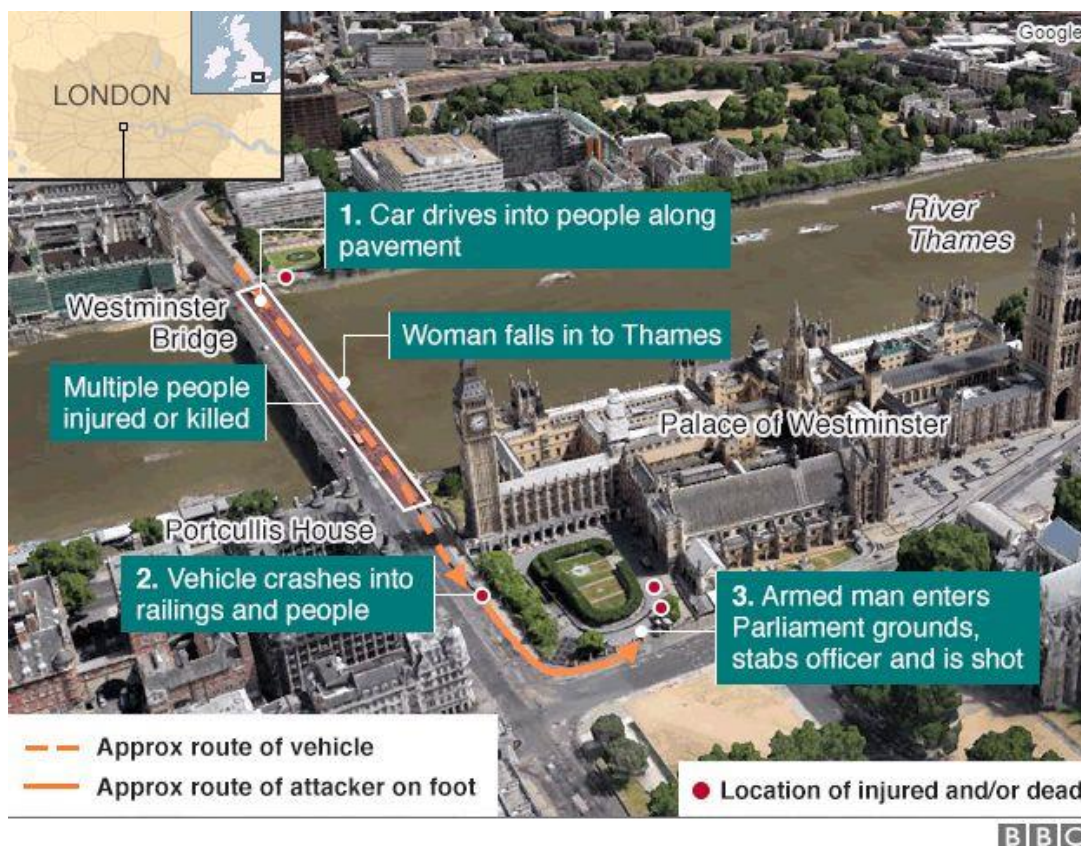 Google
LONDON
1. Car drives into people along
pavement
River
Thames
Westminster
Bridge
Woman falls in to Thames
Multiple people
injured or killed
Palace of Westminster
Portcullis House
2. Vehicle crashes into
railings and people
3. Armed man enters
Parliament grounds,
stabs officer and is shot
Approx route of vehicle
Approx route of attacker on foot
Location of injured and/or dead
BBC